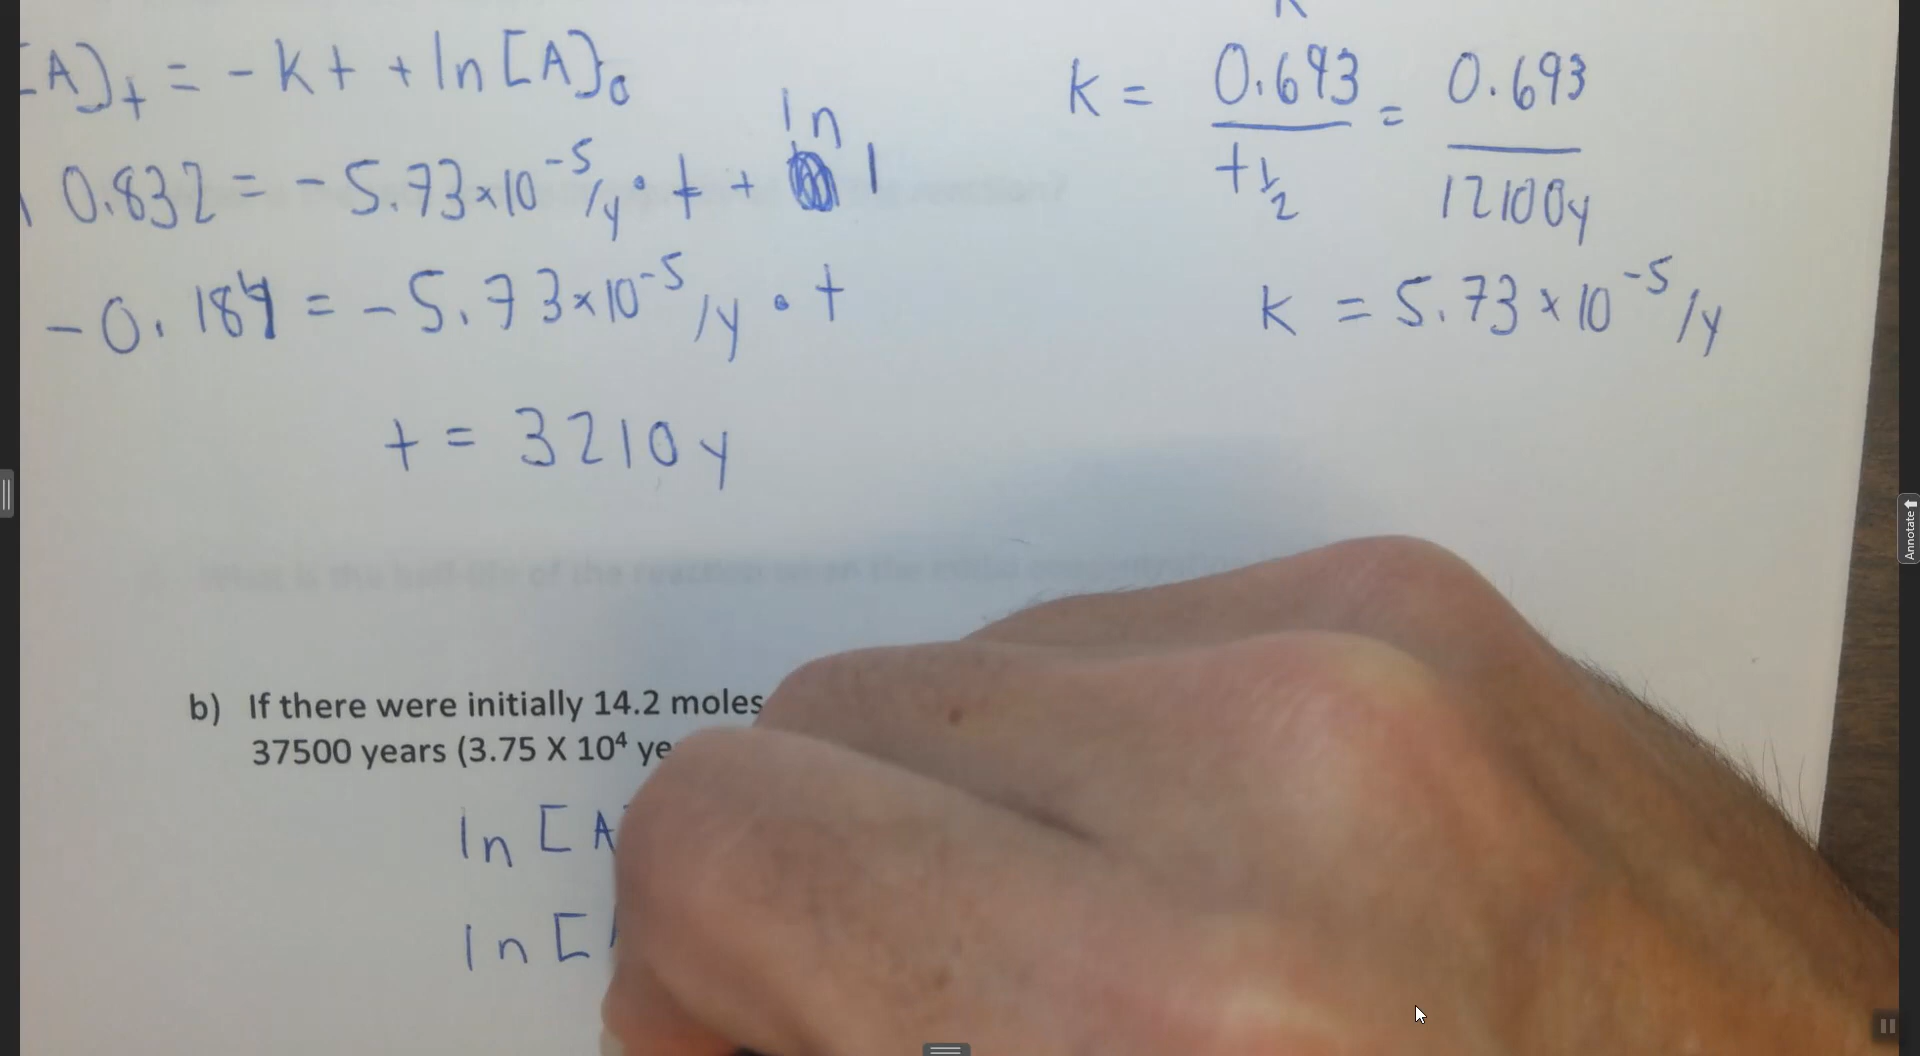 A]t = - kt + ln [A]0
0.832 = - 5.73 x 10^-5 /y • t + ln 1
- 0.184 = - 5.73 x 10^-5 /y • t
t = 3210 y
k = 0.693 / t1/2 = 0.693 / 12100y
k = 5.73 x 10^-5 /y
b) If there were initially 14.2 moles
37500 years (3.75 X 10⁴ ye
ln [A
ln [
Annotate